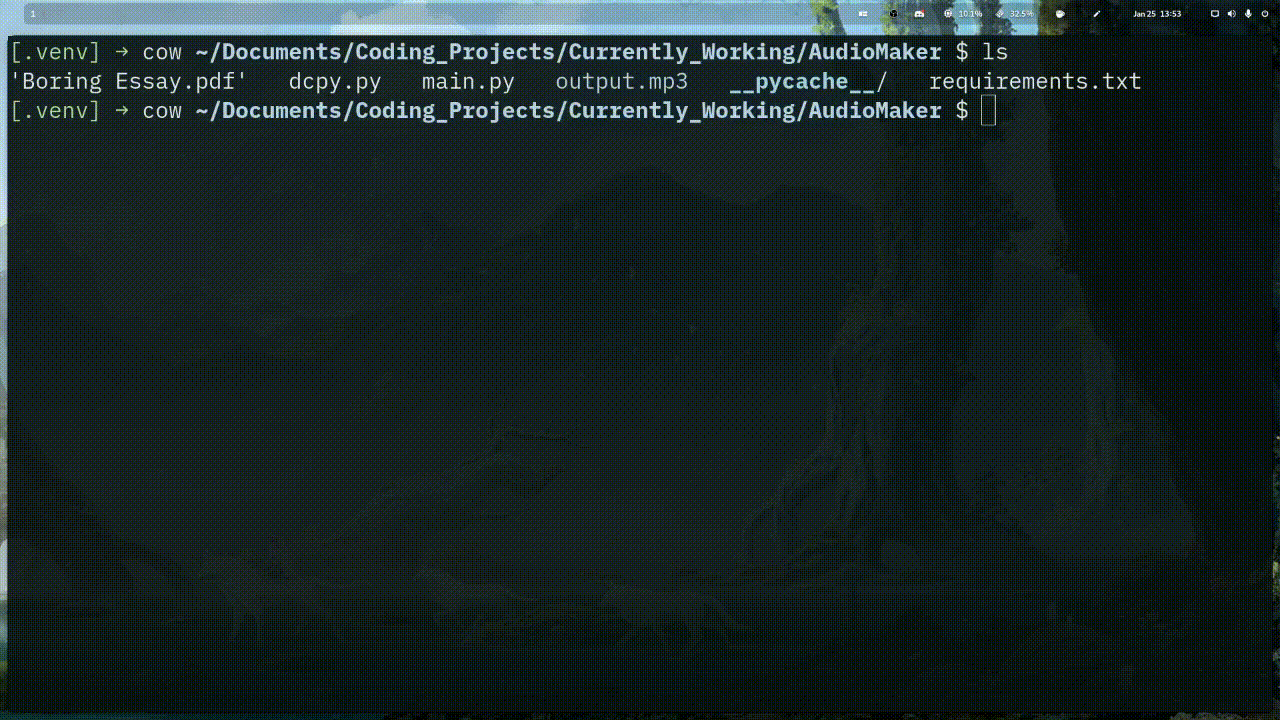 1 10.1% 32.5% Jan 25 13:53
[.venv] → cow ~/Documents/Coding_Projects/Currently_Working/AudioMaker $ ls
'Boring Essay.pdf' dcpy.py main.py output.mp3 __pycache__/ requirements.txt
[.venv] → cow ~/Documents/Coding_Projects/Currently_Working/AudioMaker $